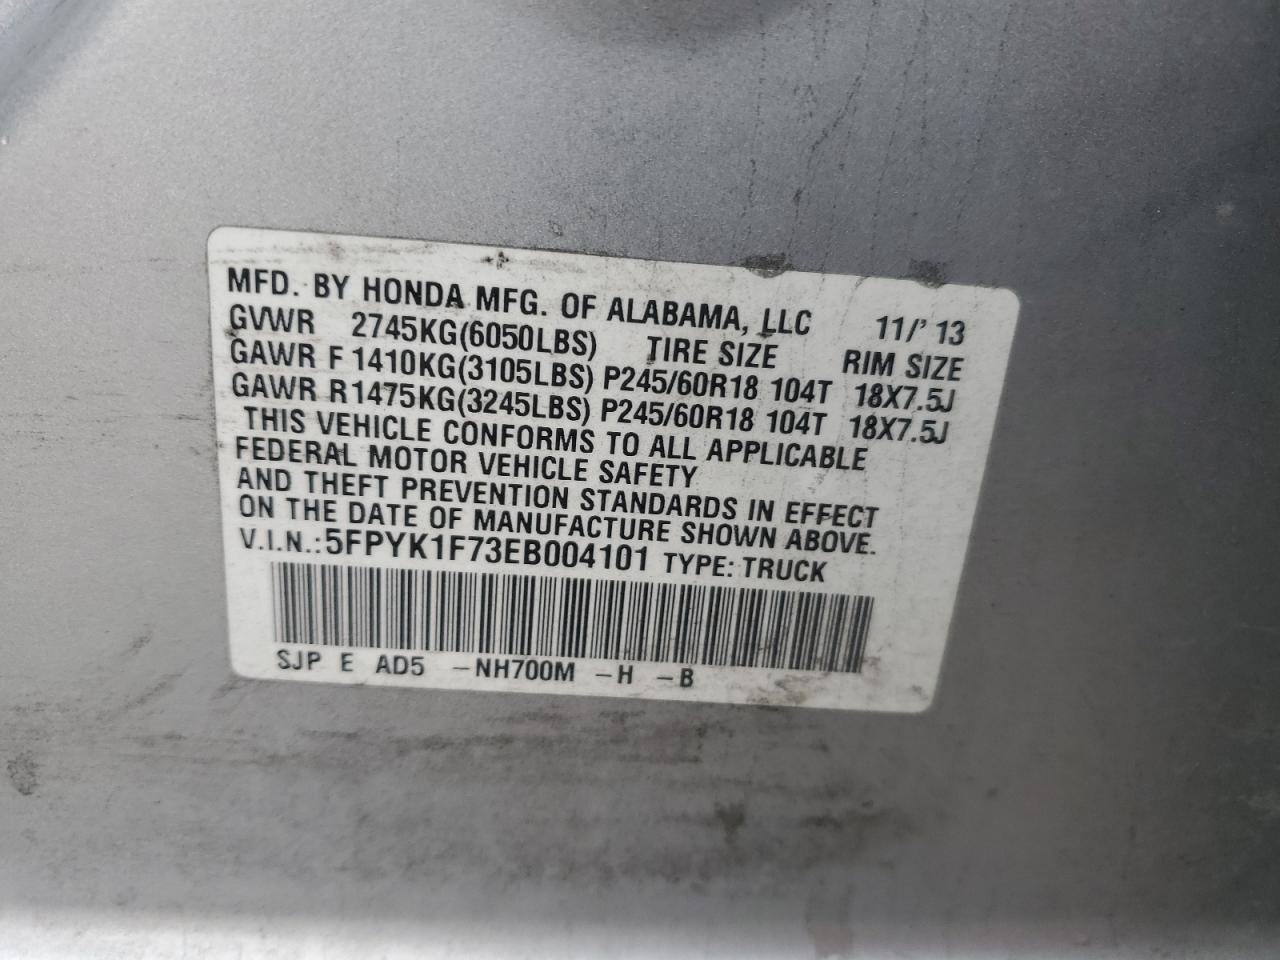 MFD. BY HONDA MFG. OF ALABAMA, LLC 11/' 13
GVWR 2745KG(6050LBS) TIRE SIZE RIM SIZE
GAWR F 1410KG(3105LBS) P245/60R18 104T 18X7.5J
GAWR R1475KG(3245LBS) P245/60R18 104T 18X7.5J
THIS VEHICLE CONFORMS TO ALL APPLICABLE
FEDERAL MOTOR VEHICLE SAFETY
AND THEFT PREVENTION STANDARDS IN EFFECT
ON THE DATE OF MANUFACTURE SHOWN ABOVE.
V.I.N.:5FPYK1F73EB004101 TYPE: TRUCK
SJP E AD5 -NH700M -H -B